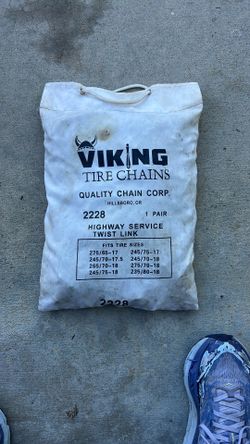 VIKING
TIRE CHAINS
QUALITY CHAIN CORP.
HILLSBORO, OR
2228 1 PAIR
HIGHWAY SERVICE
TWIST LINK
FITS TIRE SIZES
275/65-17 245/75-17
245/70-17.5 245/70-18
265/70-18 275/70-18
245/75-18 235/80-18
2228